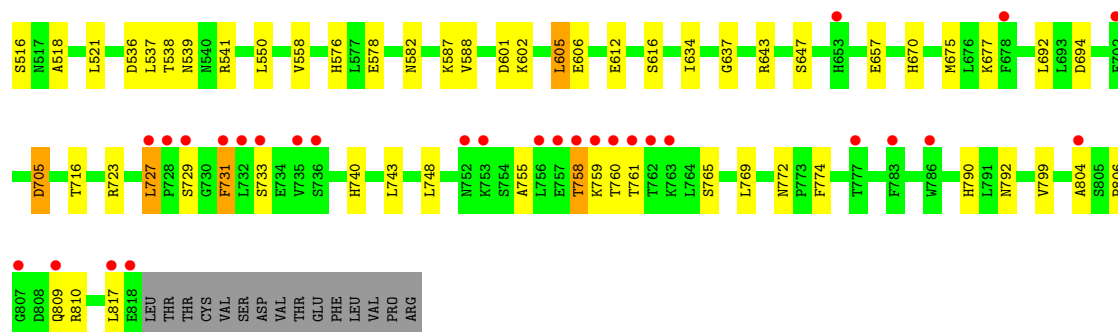 S516 N517 A518 L521 D536 L537 T538 N539 N540 R541 L550 V558 H576 L577 E578 N582 K587 V588 D601 K602 L605 E606 E612 S616 I634 G637 R643 S647 H653 E657 H670 M675 L676 K677 F678 L692 L693 D694
D705 T716 R723 L727 P728 S729 G730 F731 L732 S733 E734 V735 S736 H740 L743 L748 N752 K753 S754 A755 L756 E757 T758 K759 T760 T761 T762 K763 L764 S765 L769 N772 P773 F774 T777 F783 W786 H790 L791 N792 V799 A804 S805
G807 D808 Q809 R810 L817 E818 LEU THR THR CYS VAL SER ASP VAL THR GLU PHE LEU VAL PRO ARG